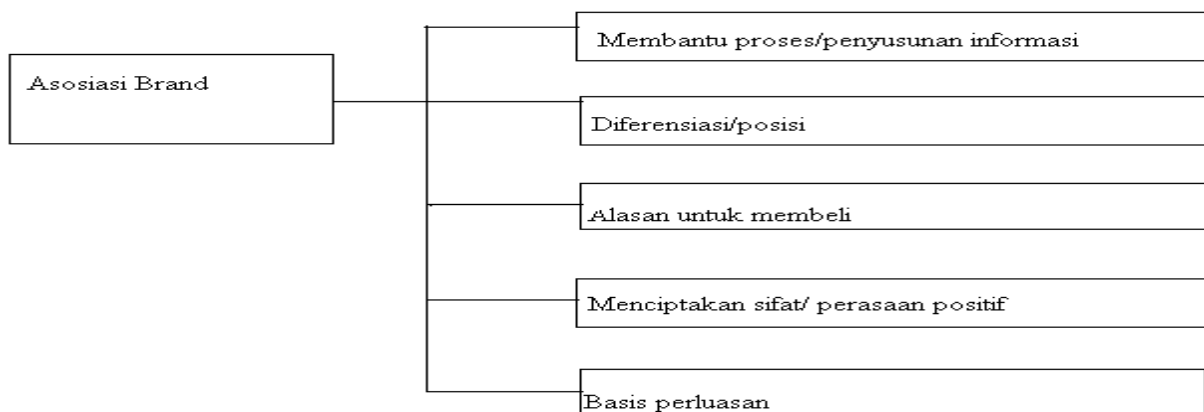 Asosiasi Brand
Membantu proses/penyusunan informasi
Diferensiasi/posisi
Alasan untuk membeli
Menciptakan sifat/ perasaan positif
Basis perluasan